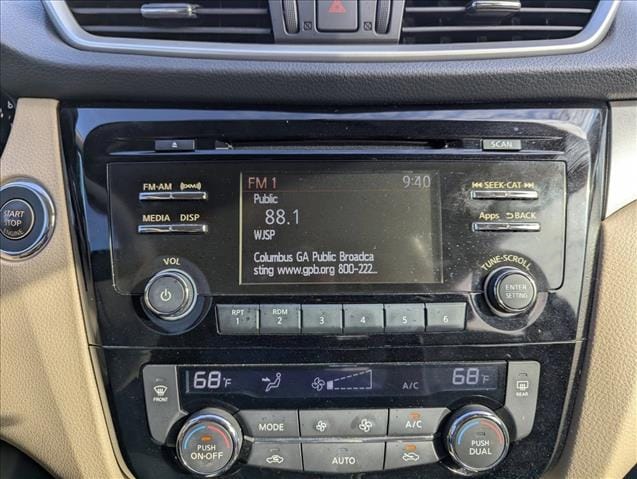 SCAN
FM·AM
SEEK·CAT
MEDIA DISP
Apps BACK
FM 1 9:40
Public
88.1
WJSP
Columbus GA Public Broadca
sting www.gpb.org 800-222...
START
STOP
ENGINE
VOL
TUNE·SCROLL
ENTER
SETTING
RPT
1
RDM
2
3
4
5
6
68°F
A/C
68°F
FRONT
REAR
MODE
A/C
PUSH
ON·OFF
AUTO
PUSH
DUAL